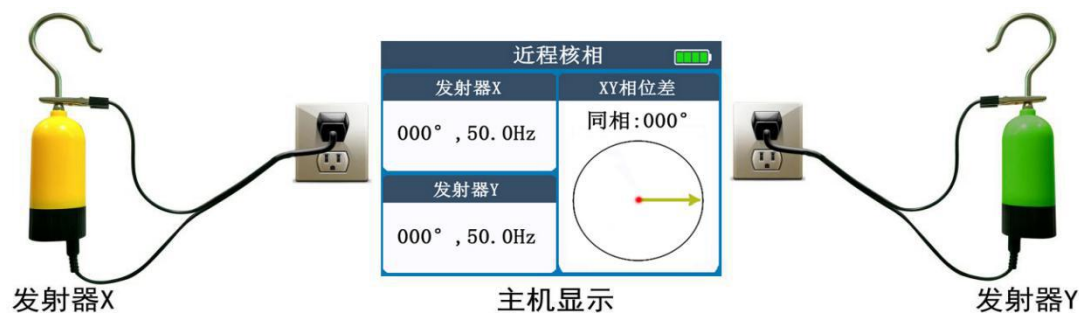 近程核相
发射器X
000° ,50.0Hz
发射器Y
000° ,50.0Hz
XY相位差
同相:000°
发射器X
主机显示
发射器Y